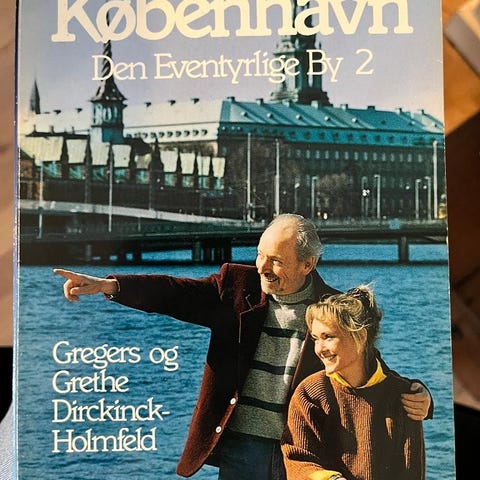 København
Den Eventyrlige By 2
Gregers og
Grethe
Dirckinck-
Holmfeld